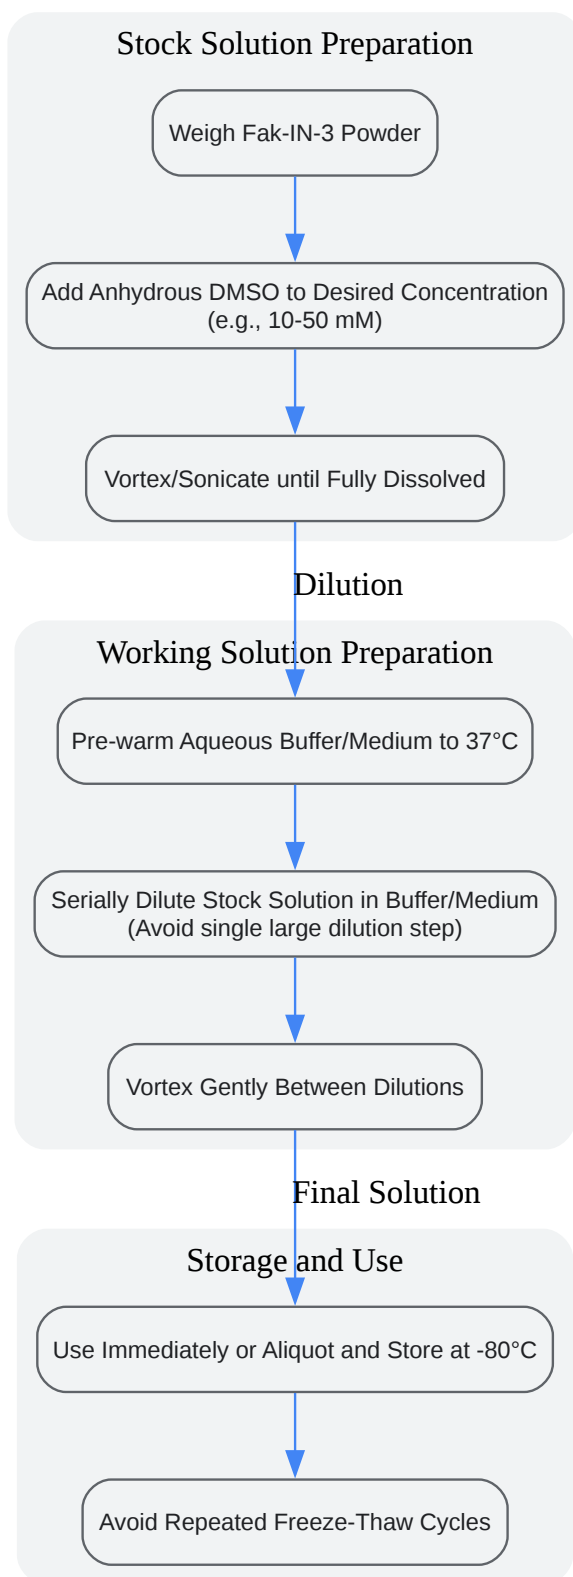 Stock Solution Preparation
Weigh Fak-IN-3 Powder
Add Anhydrous DMSO to Desired Concentration
(e.g., 10-50 mM)
Vortex/Sonicate until Fully Dissolved
Dilution
Working Solution Preparation
Pre-warm Aqueous Buffer/Medium to 37°C
Serially Dilute Stock Solution in Buffer/Medium
(Avoid single large dilution step)
Vortex Gently Between Dilutions
Final Solution
Storage and Use
Use Immediately or Aliquot and Store at -80°C
Avoid Repeated Freeze-Thaw Cycles